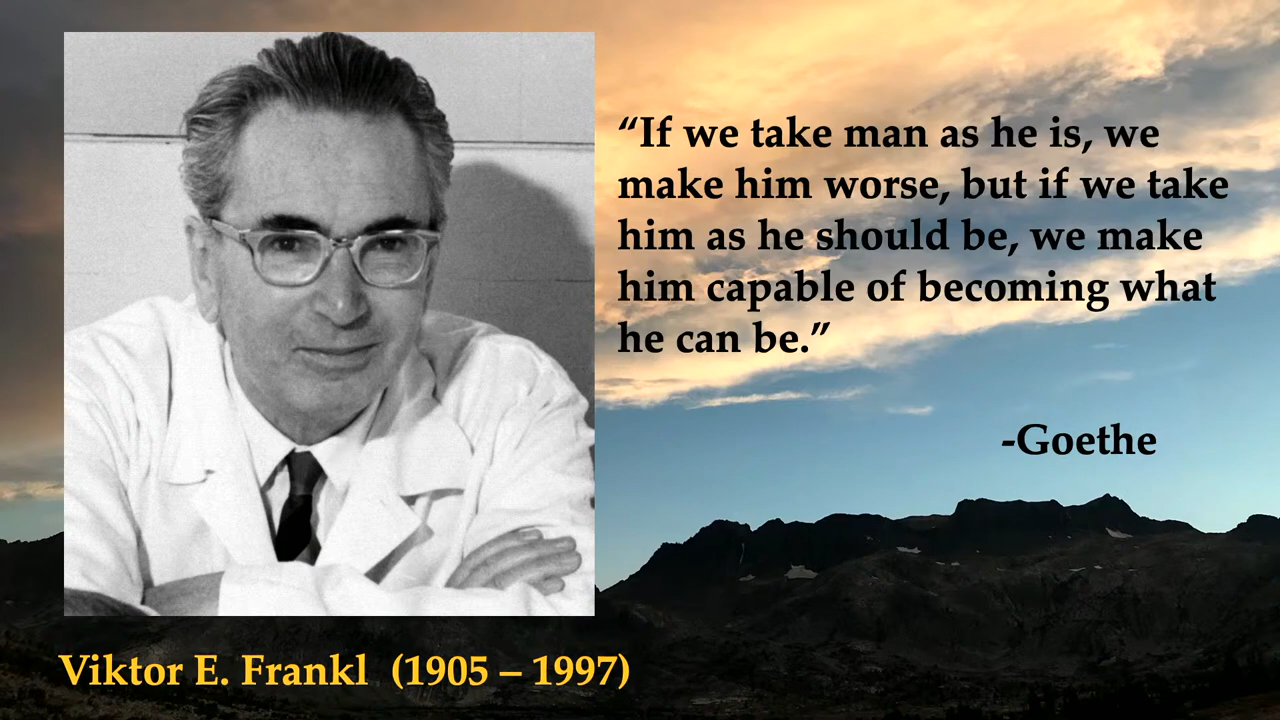 “If we take man as he is, we
make him worse, but if we take
him as he should be, we make
him capable of becoming what
he can be.”
-Goethe
Viktor E. Frankl (1905 – 1997)